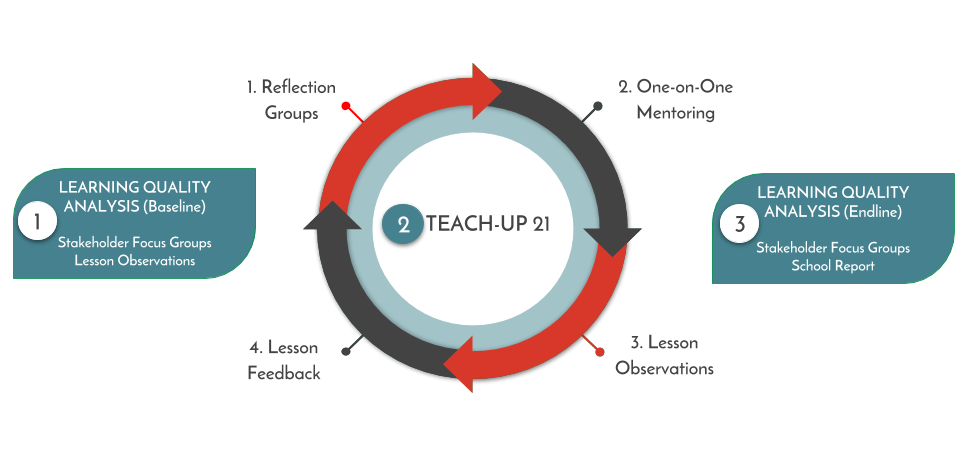 1
LEARNING QUALITY
ANALYSIS (Baseline)
Stakeholder Focus Groups
Lesson Observations
1. Reflection
Groups
2. One-on-One
Mentoring
2 TEACH-UP 21
3. Lesson
Observations
4. Lesson
Feedback
3
LEARNING QUALITY
ANALYSIS (Endline)
Stakeholder Focus Groups
School Report